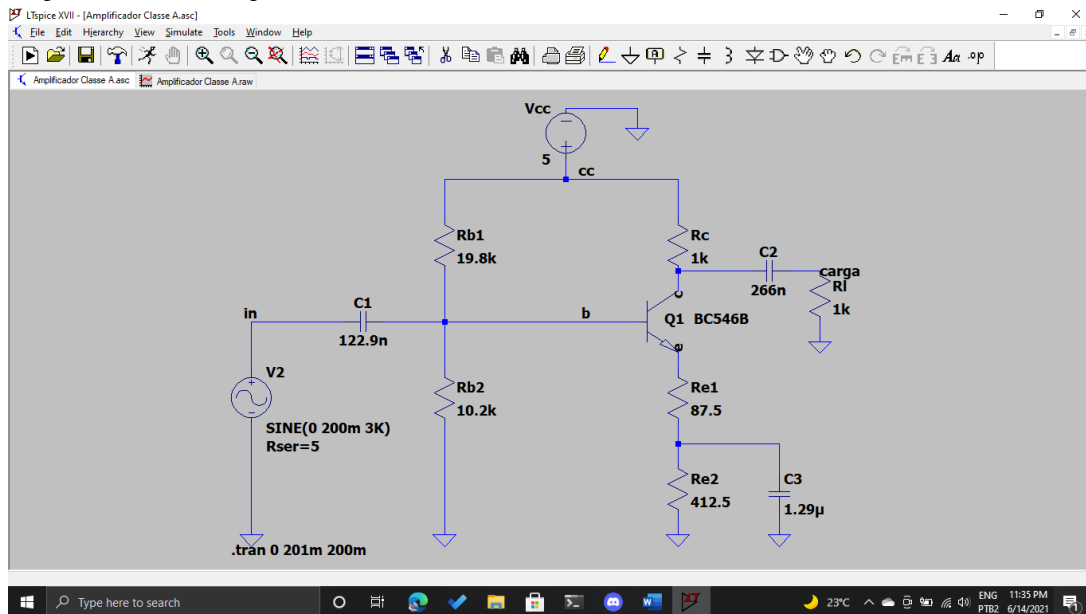 LTspice XVII - [Amplificador Classe A.asc]
File Edit Hierarchy View Simulate Tools Window Help
Amplificador Classe A.asc Amplificador Classe A.raw
Vcc
5
cc
Rb1
19.8k
Rc
1k
C2
266n
carga
Rl
1k
in
C1
122.9n
b
c
Q1 BC546B
e
V2
SINE(0 200m 3K)
Rser=5
Rb2
10.2k
Re1
87.5
Re2
412.5
C3
1.29µ
.tran 0 201m 200m
Type here to search
23°C
ENG
PTB2
11:35 PM
6/14/2021